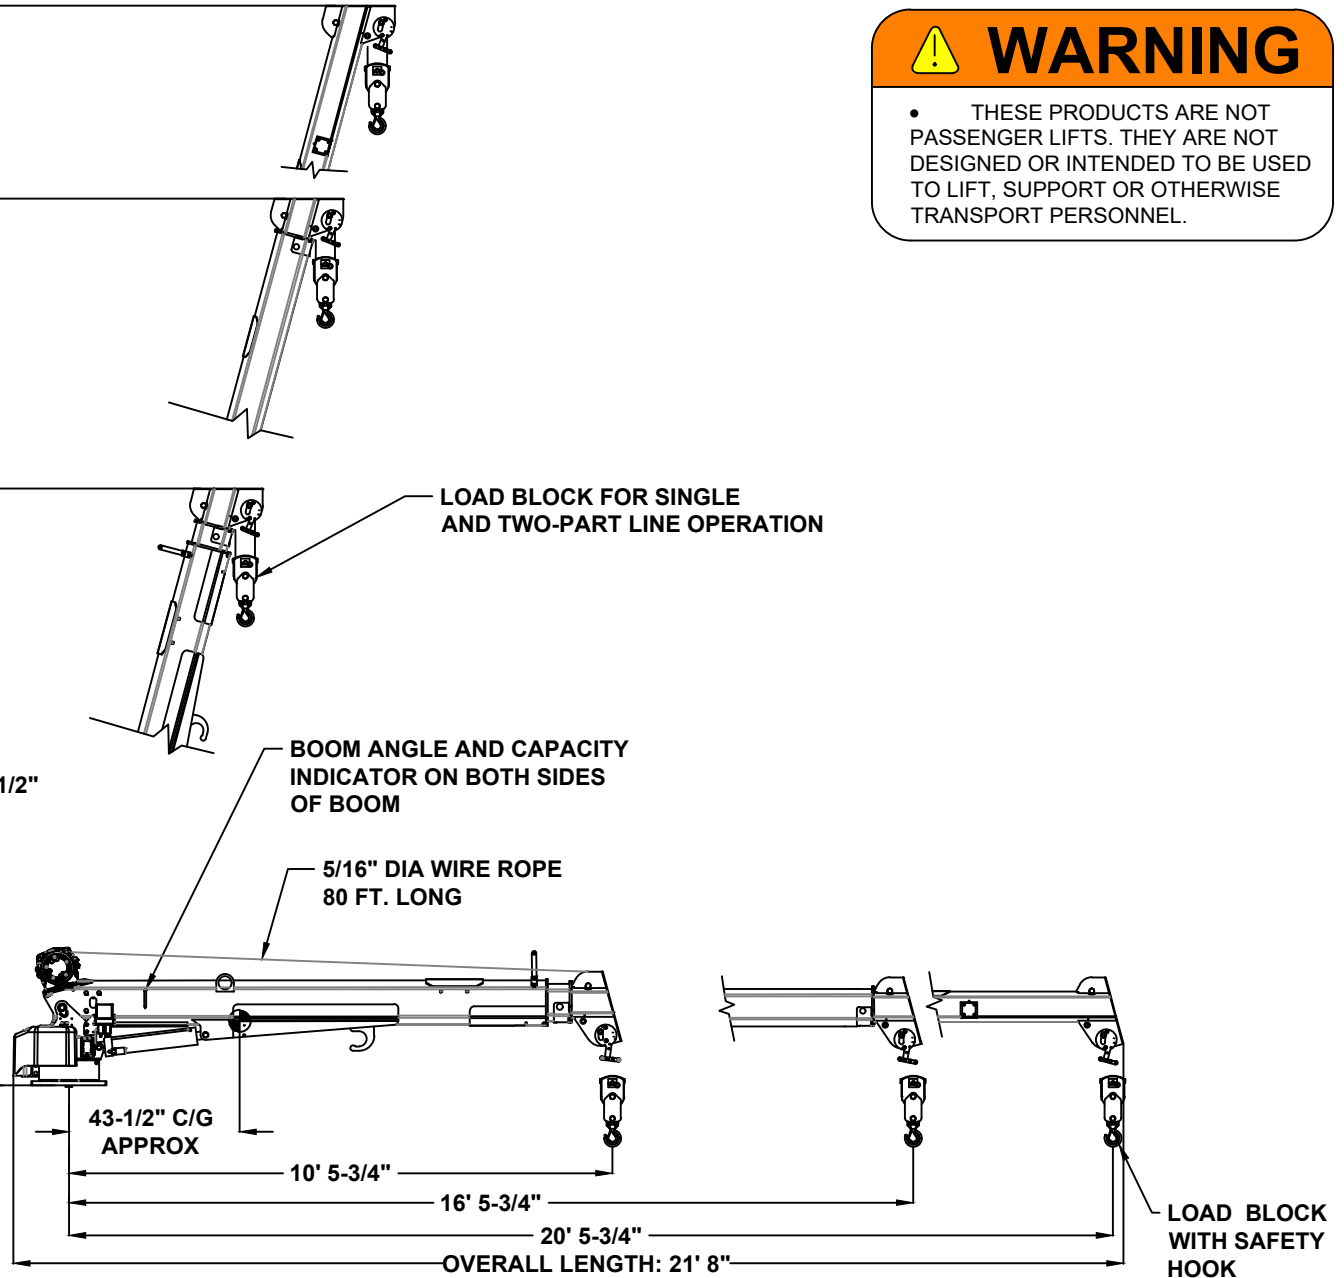 WARNING
• THESE PRODUCTS ARE NOT
PASSENGER LIFTS. THEY ARE NOT
DESIGNED OR INTENDED TO BE USED
TO LIFT, SUPPORT OR OTHERWISE
TRANSPORT PERSONNEL.
LOAD BLOCK FOR SINGLE
AND TWO-PART LINE OPERATION
BOOM ANGLE AND CAPACITY
INDICATOR ON BOTH SIDES
OF BOOM
1/2"
5/16" DIA WIRE ROPE
80 FT. LONG
43-1/2" C/G
APPROX
10' 5-3/4"
16' 5-3/4"
20' 5-3/4"
OVERALL LENGTH: 21' 8"
LOAD BLOCK
WITH SAFETY
HOOK